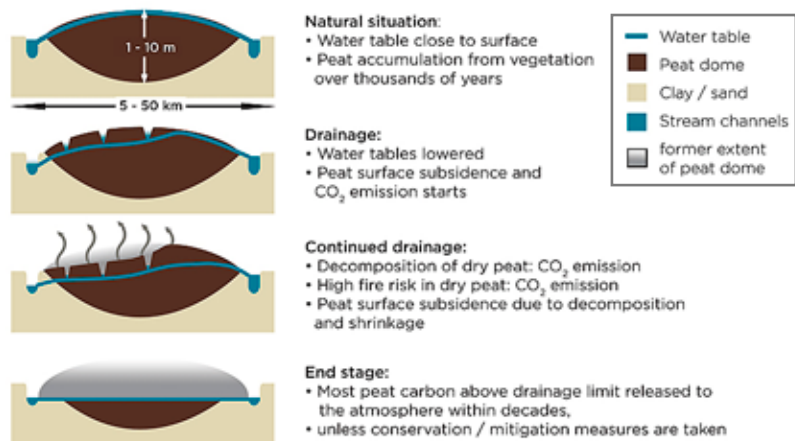 1 - 10 m
5 - 50 km
Natural situation:
• Water table close to surface
• Peat accumulation from vegetation
over thousands of years
Drainage:
• Water tables lowered
• Peat surface subsidence and
CO₂ emission starts
Continued drainage:
• Decomposition of dry peat: CO₂ emission
• High fire risk in dry peat: CO₂ emission
• Peat surface subsidence due to decomposition
and shrinkage
End stage:
• Most peat carbon above drainage limit released to
the atmosphere within decades,
• unless conservation / mitigation measures are taken
Water table
Peat dome
Clay / sand
Stream channels
former extent
of peat dome